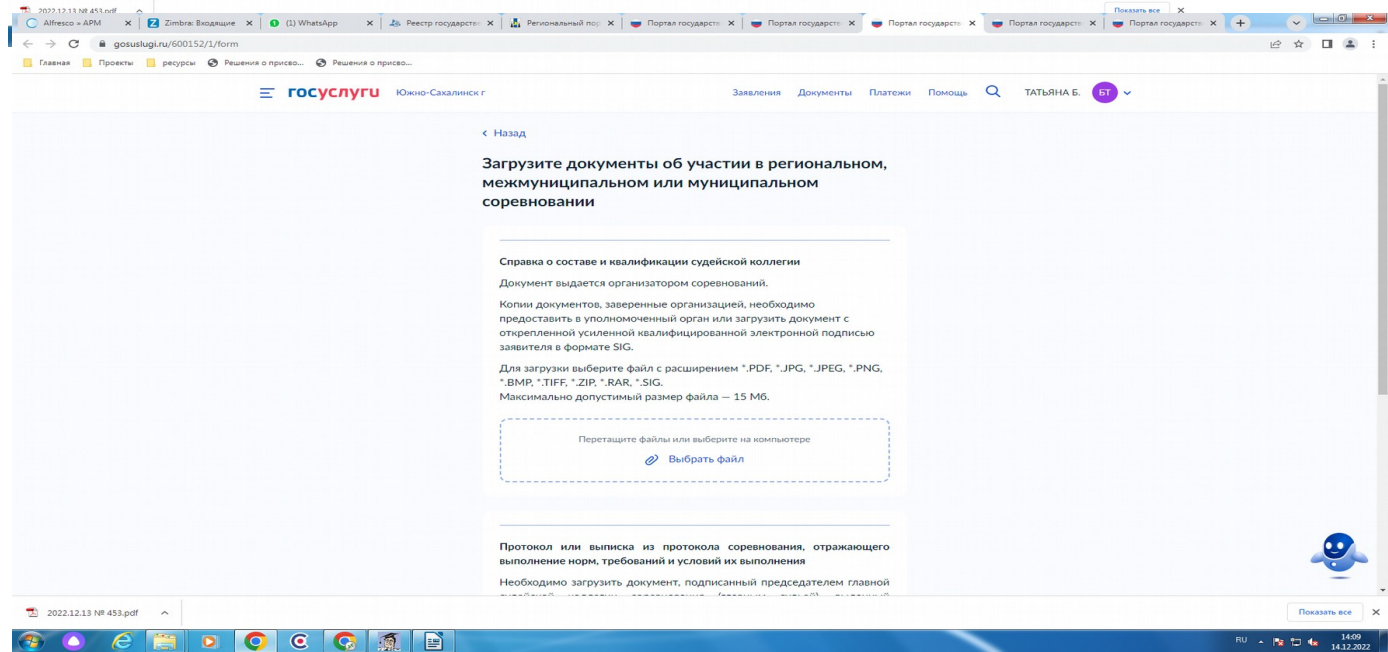 2022.12.13 № 453.pdf
Показать все
Alfresco » АРМ
Zimbra: Входящие
(1) WhatsApp
Реестр государстве
Региональный пор
Портал государств
Портал государств
Портал государств
Портал государств
Портал государств
gosuslugi.ru/600152/1/form
Главная Проекты ресурсы Решения о присво... Решения о присво...
госуслуги Южно-Сахалинск г Заявления Документы Платежи Помощь ТАТЬЯНА Б. БТ
Назад
Загрузите документы об участии в региональном,
межмуниципальном или муниципальном
соревновании
Справка о составе и квалификации судейской коллегии
Документ выдается организатором соревнований.
Копии документов, заверенные организацией, необходимо
предоставить в уполномоченный орган или загрузить документ с
открепленной усиленной квалифицированной электронной подписью
заявителя в формате SIG.
Для загрузки выберите файл с расширением *.PDF, *.JPG, *.JPEG, *.PNG,
*.BMP, *.TIFF, *.ZIP, *.RAR, *.SIG.
Максимально допустимый размер файла — 15 Мб.
Перетащите файлы или выберите на компьютере
Выбрать файл
Протокол или выписка из протокола соревнования, отражающего
выполнение норм, требований и условий их выполнения
Необходимо загрузить документ, подписанный председателем главной
2022.12.13 № 453.pdf
Показать все
RU
14:09
14.12.2022